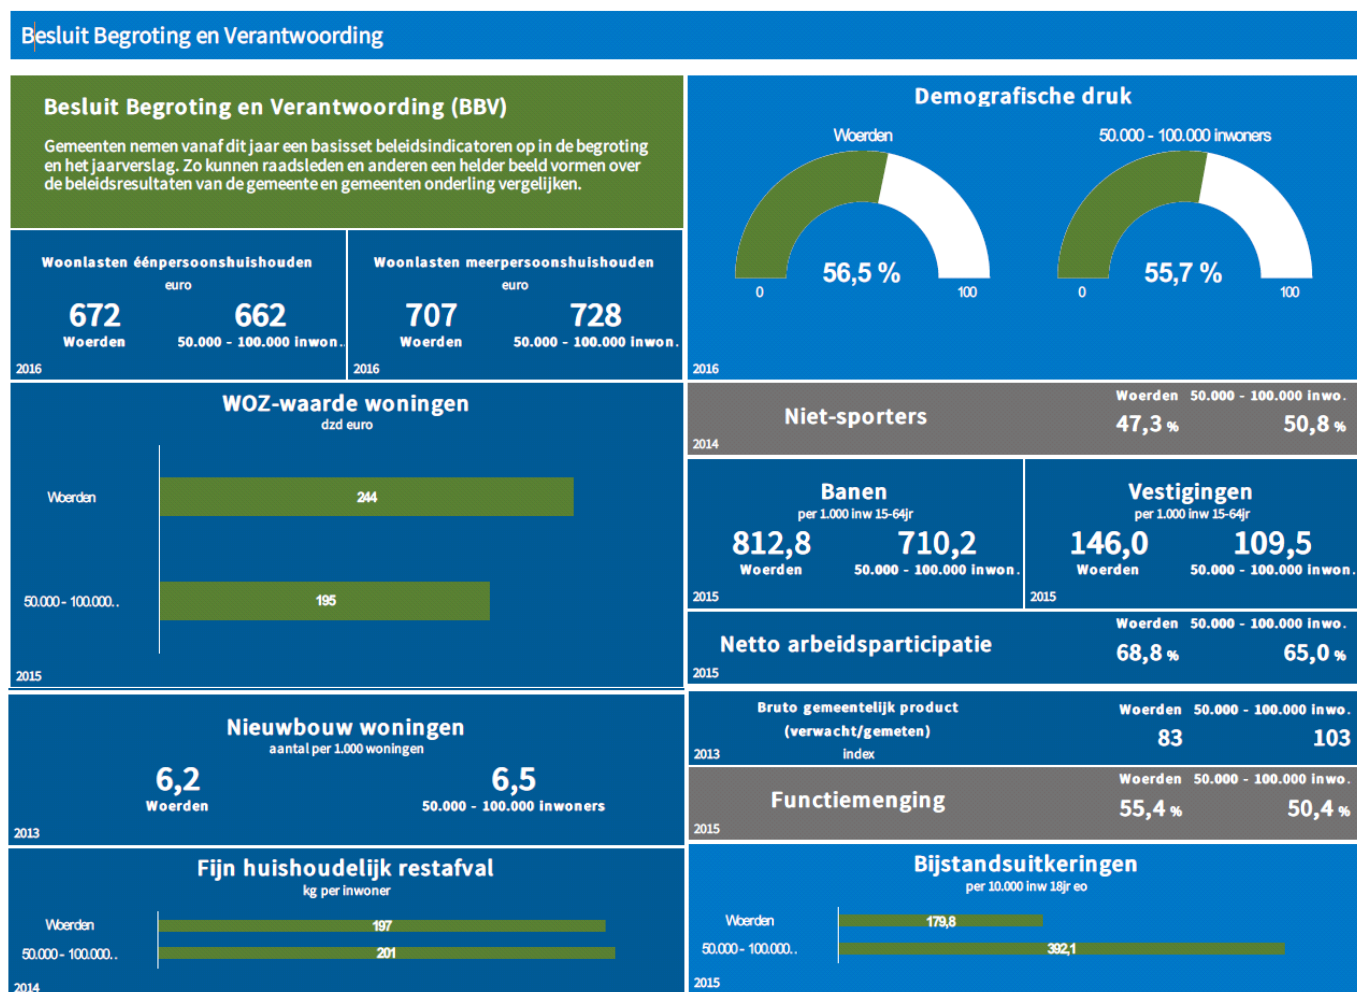 Besluit Begroting en Verantwoording
Besluit Begroting en Verantwoording (BBV)
Gemeenten nemen vanaf dit jaar een basisset beleidsindicatoren op in de begroting
en het jaarverslag. Zo kunnen raadsleden en anderen een helder beeld vormen over
de beleidsresultaten van de gemeente en gemeenten onderling vergelijken.
Woonlasten éénpersoonshuishouden
euro
672 662
Woerden 50.000 - 100.000 inwon..
2016
Woonlasten meerpersoonshuishouden
euro
707 728
Woerden 50.000 - 100.000 inwon.
2016
WOZ-waarde woningen
dzd euro
Woerden 244
50.000 - 100.000.. 195
2015
Nieuwbouw woningen
aantal per 1.000 woningen
6,2 6,5
Woerden 50.000 - 100.000 inwoners
2013
Fijn huishoudelijk restafval
kg per inwoner
Woerden 197
50.000 - 100.000.. 201
2014
Demografische druk
Woerden 50.000 - 100.000 inwoners
56,5 % 55,7 %
0 100 0 100
2016
Woerden 50.000 - 100.000 inwo.
Niet-sporters 47,3 % 50,8 %
2014
Banen
per 1.000 inw 15-64jr
812,8 710,2
Woerden 50.000 - 100.000 inwon.
2015
Vestigingen
per 1.000 inw 15-64jr
146,0 109,5
Woerden 50.000 - 100.000 inwon.
2015
Woerden 50.000 - 100.000 inwo.
Netto arbeidsparticipatie 68,8 % 65,0 %
2015
Bruto gemeentelijk product Woerden 50.000 - 100.000 inwo.
(verwacht/gemeten) 83 103
index
2013
Woerden 50.000 - 100.000 inwo.
Functiemenging 55,4 % 50,4 %
2015
Bijstandsuitkeringen
per 10.000 inw 18jr eo
Woerden 179,8
50.000 - 100.000.. 392,1
2015